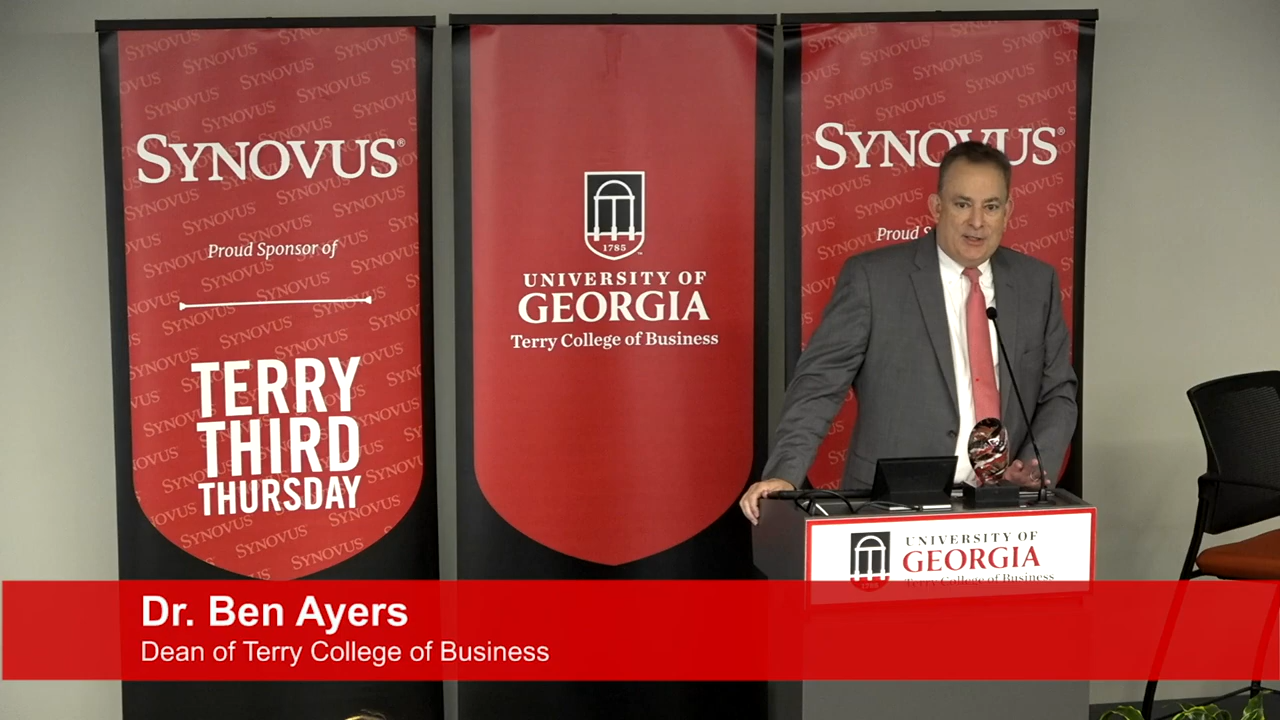 SYNOVUS®
Proud Sponsor of
TERRY
THIRD
THURSDAY
1785
UNIVERSITY OF
GEORGIA
Terry College of Business
SYNOVUS®
Proud
UNIVERSITY OF
GEORGIA
Terry College of Business
Dr. Ben Ayers
Dean of Terry College of Business